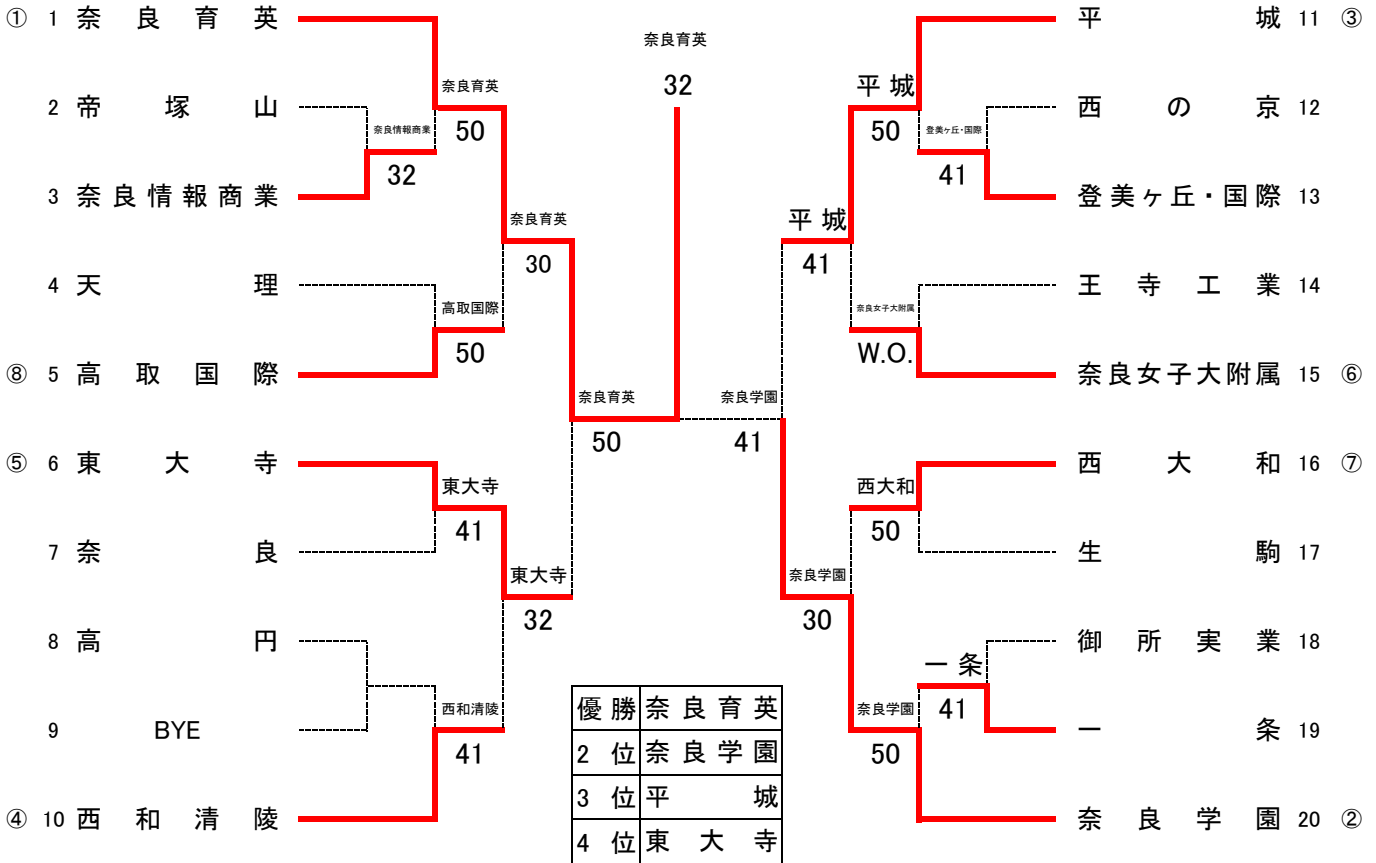 ① 1 奈良育英
2 帝塚山
3 奈良情報商業
4 天理
⑧ 5 高取国際
⑤ 6 東大寺
7 奈良
8 高円
9 BYE
④ 10 西和清陵
奈良情報商業
32
奈良育英
50
高取国際
50
東大寺
41
西和清陵
41
奈良育英
30
東大寺
32
奈良育英
50
奈良育英
32
奈良学園
41
平城
41
奈良学園
30
平城
50
奈良女子大附属
W.O.
西大和
50
奈良学園
50
登美ヶ丘・国際
41
一条
41
平城 11 ③
西の京 12
登美ヶ丘・国際 13
王寺工業 14
奈良女子大附属 15 ⑥
西大和 16 ⑦
生駒 17
御所実業 18
一条 19
奈良学園 20 ②
優勝 奈良育英
2位 奈良学園
3位 平城
4位 東大寺